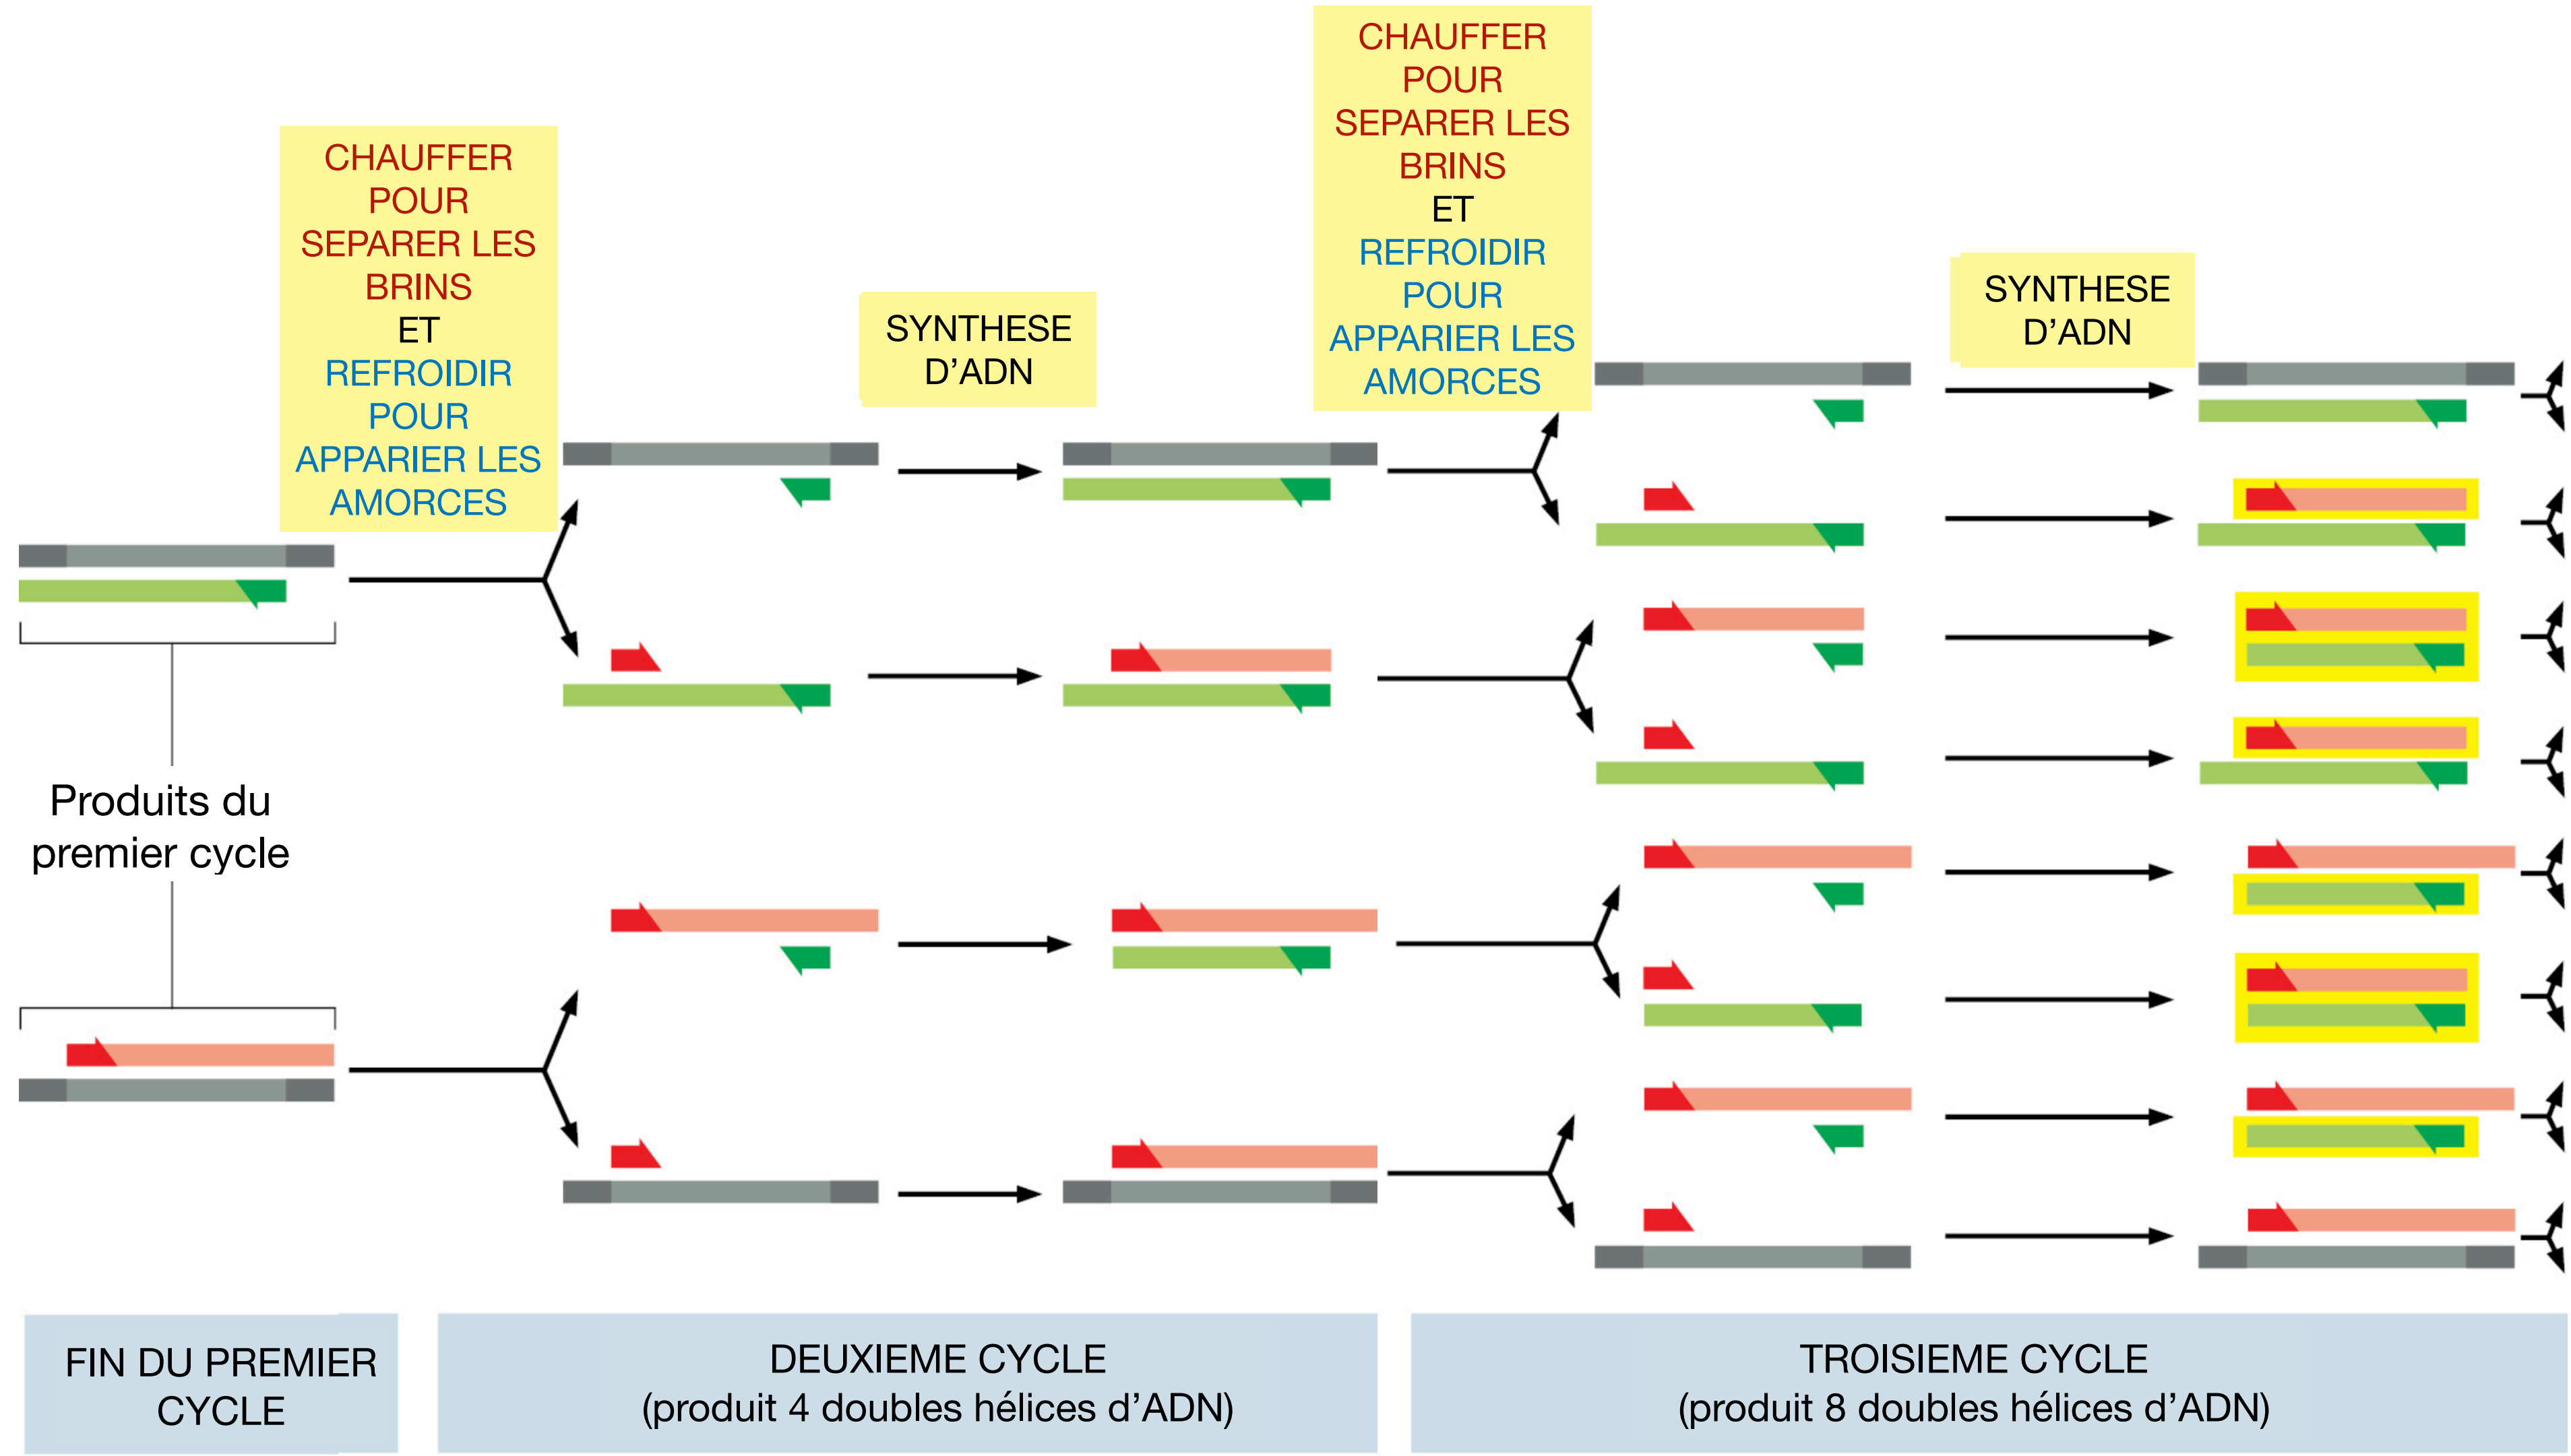 CHAUFFER
POUR
SEPARER LES
BRINS
ET
REFROIDIR
POUR
APPARIER LES
AMORCES
SYNTHESE
D'ADN
CHAUFFER
POUR
SEPARER LES
BRINS
ET
REFROIDIR
POUR
APPARIER LES
AMORCES
SYNTHESE
D'ADN
Produits du
premier cycle
FIN DU PREMIER
CYCLE
DEUXIEME CYCLE
(produit 4 doubles hélices d'ADN)
TROISIEME CYCLE
(produit 8 doubles hélices d'ADN)